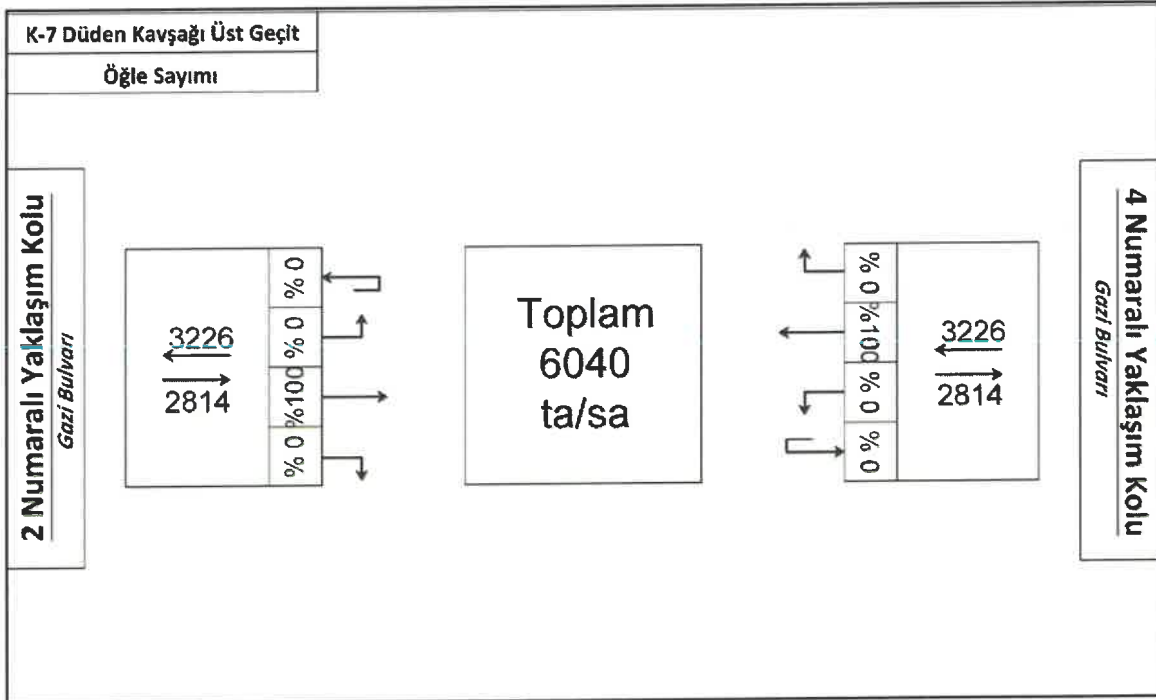 K-7 Düden Kavşağı Üst Geçit
Öğle Sayımı
2 Numaralı Yaklaşım Kolu
Gazi Bulvarı
3226
2814
% 0
% 0
%100
% 0
Toplam
6040
ta/sa
% 0
%100
% 0
% 0
3226
2814
4 Numaralı Yaklaşım Kolu
Gazi Bulvarı